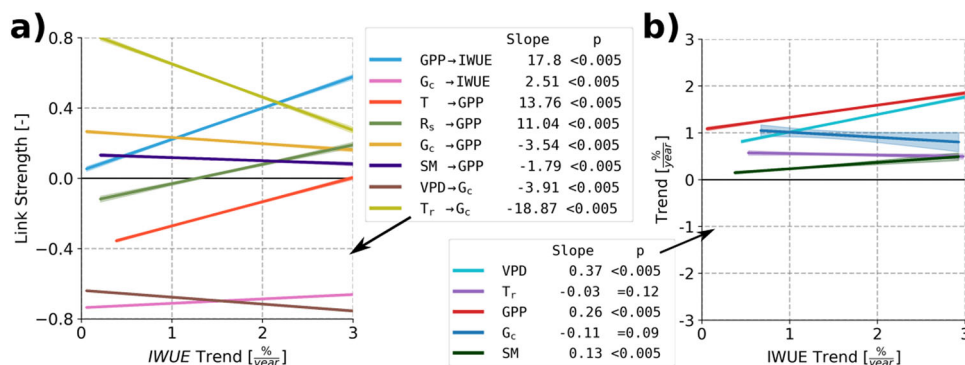 a)
Link Strength [-]
0.8
0.4
0.0
−0.4
−0.8
0
1
2
3
IWUE Trend [%/year]
Slope p
GPP→IWUE 17.8 <0.005
Gc→IWUE 2.51 <0.005
T →GPP 13.76 <0.005
Rs→GPP 11.04 <0.005
Gc→GPP -3.54 <0.005
SM→GPP -1.79 <0.005
VPD→Gc -3.91 <0.005
Tr →Gc -18.87 <0.005
Slope p
VPD 0.37 <0.005
Tr -0.03 =0.12
GPP 0.26 <0.005
Gc -0.11 =0.09
SM 0.13 <0.005
b)
Trend [%/year]
3
2
1
0
-1
-2
-3
0
1
2
3
IWUE Trend [%/year]